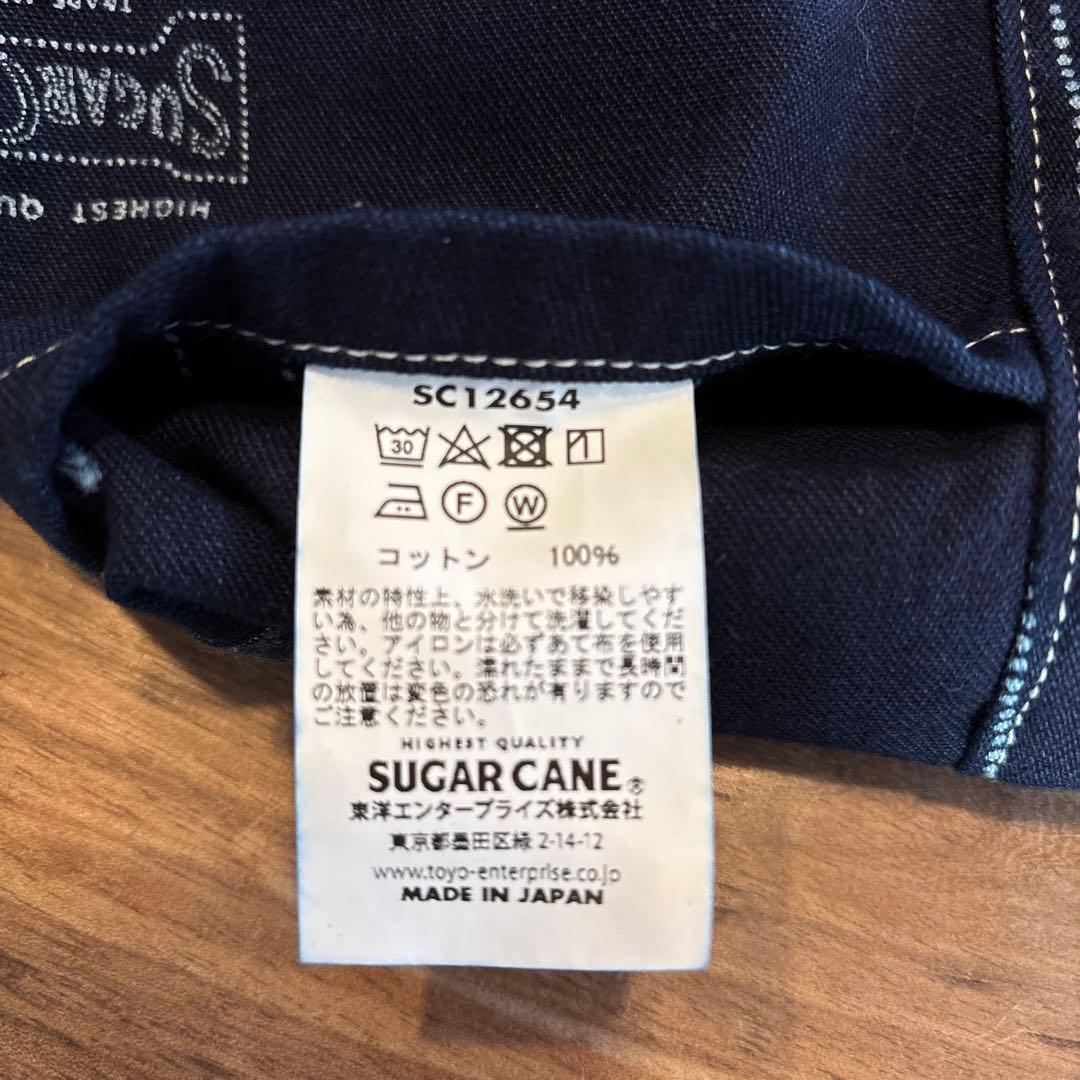 TRADE
SUGAR C
HIGHEST QU
SC12654
30
F W
コットン 100%
素材の特性上、水洗いで移染しやす
い為、他の物と分けて洗濯してくだ
さい。アイロンは必ずあて布を使用
してください。濡れたままで長時間
の放置は変色の恐れが有りますので
ご注意ください。
HIGHEST QUALITY
SUGAR CANE®
東洋エンタープライズ株式会社
東京都墨田区緑 2-14-12
www.toyo-enterprise.co.jp
MADE IN JAPAN